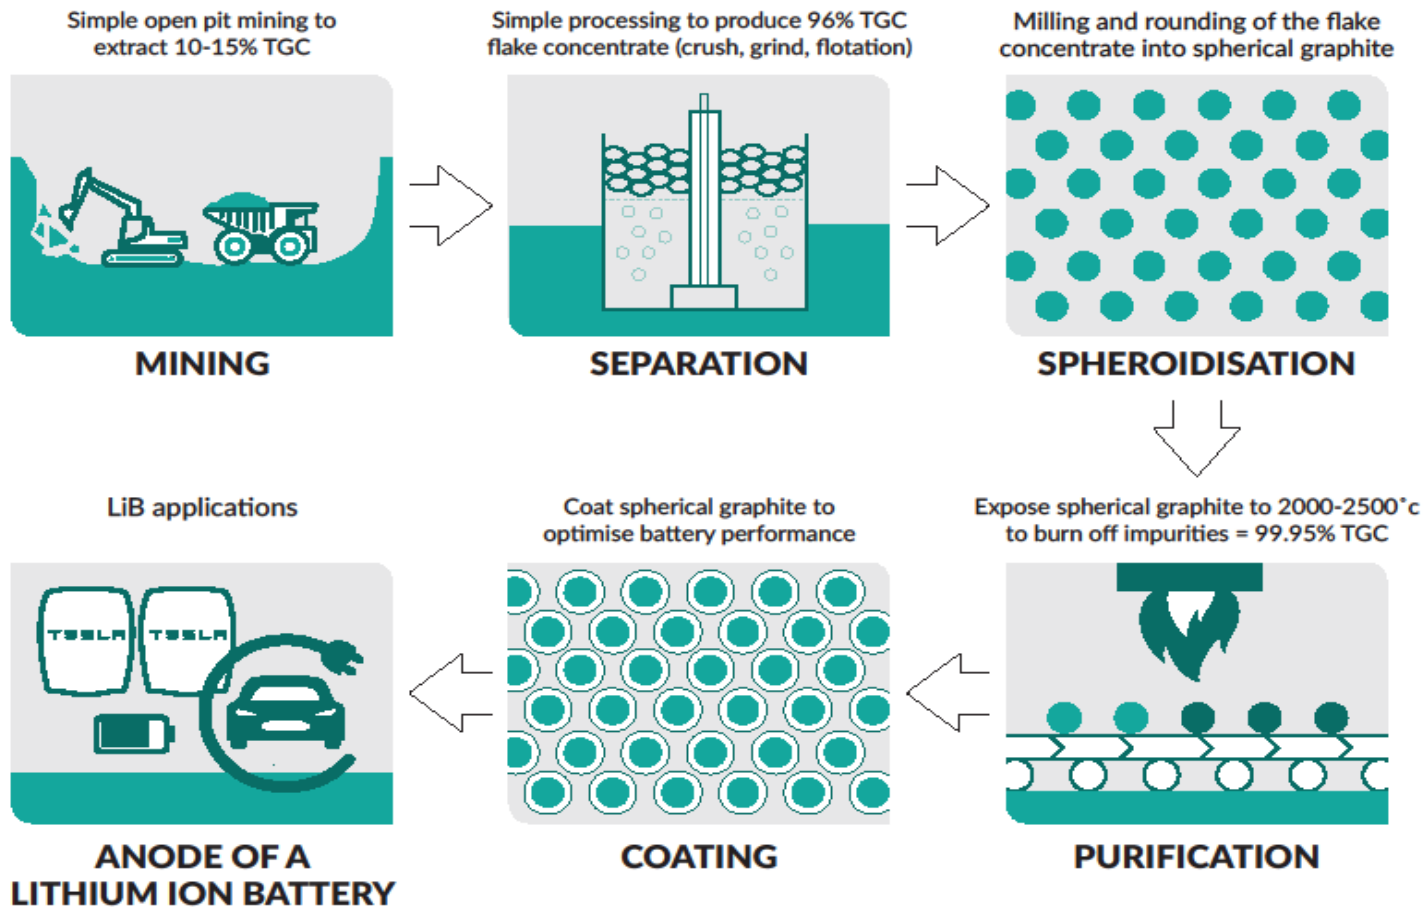 Simple open pit mining to
extract 10-15% TGC
MINING
Simple processing to produce 96% TGC
flake concentrate (crush, grind, flotation)
SEPARATION
Milling and rounding of the flake
concentrate into spherical graphite
SPHEROIDISATION
Expose spherical graphite to 2000-2500˚c
to burn off impurities = 99.95% TGC
PURIFICATION
Coat spherical graphite to
optimise battery performance
COATING
LiB applications
TESLA
TESLA
ANODE OF A
LITHIUM ION BATTERY